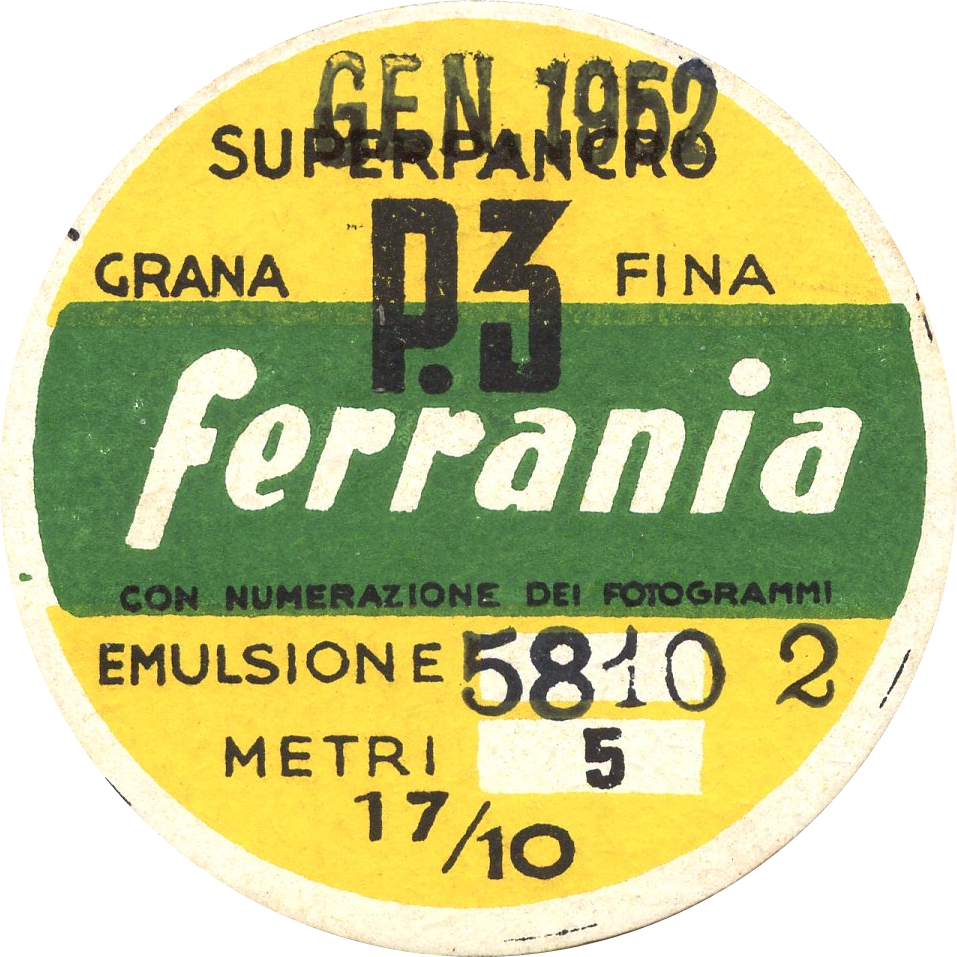 GEN 1952
SUPERPANCRO
P.3
GRANA FINA
ferrania
CON NUMERAZIONE DEI FOTOGRAMMI
EMULSIONE 5810 2
METRI 5
17/10